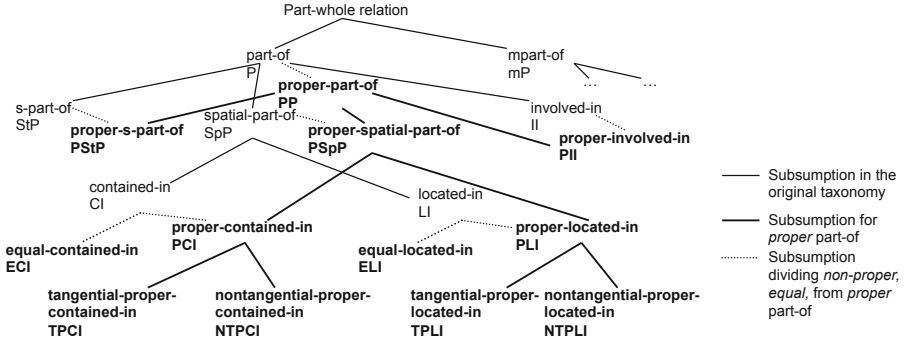 Part-whole relation
part-of
P
mpart-of
mP
... ...
proper-part-of
PP
s-part-of
StP
spatial-part-of
SpP
involved-in
II
proper-s-part-of
PStP
proper-spatial-part-of
PSpP
proper-involved-in
PII
contained-in
CI
located-in
LI
equal-contained-in
ECI
proper-contained-in
PCI
equal-located-in
ELI
proper-located-in
PLI
tangential-proper-
contained-in
TPCI
nontangential-proper-
contained-in
NTPCI
tangential-proper-
located-in
TPLI
nontangential-proper-
located-in
NTPLI
Subsumption in the
original taxonomy
Subsumption for
proper part-of
Subsumption
dividing non-proper,
equal, from proper
part-of